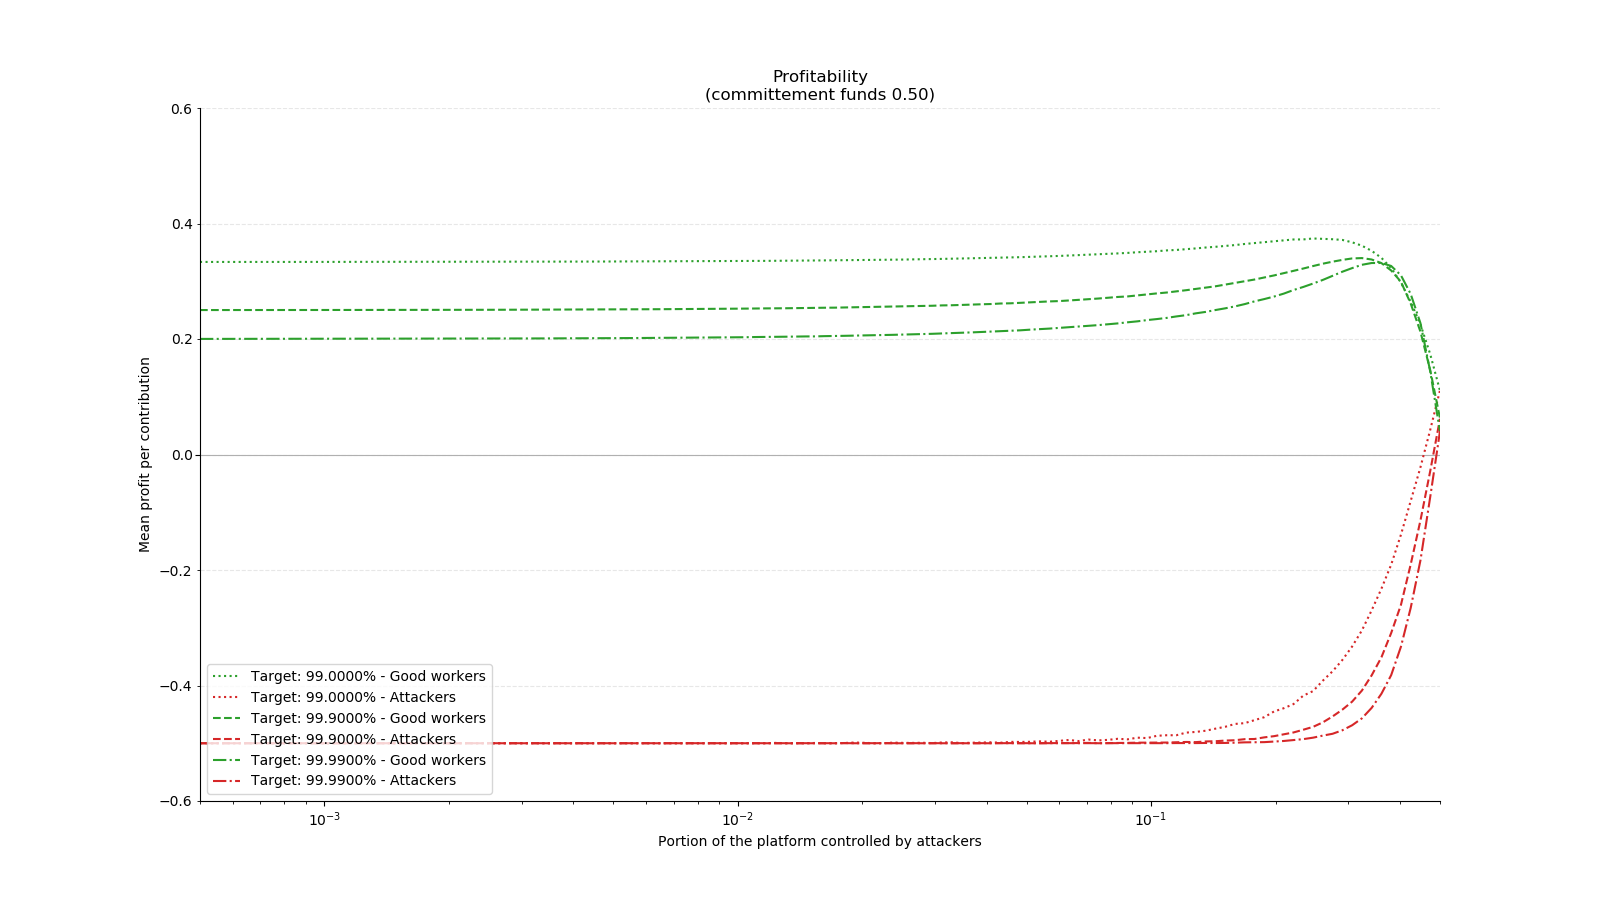 Profitability
(committement funds 0.50)
0.6
0.4
0.2
0.0
−0.2
−0.4
−0.6
Mean profit per contribution
Target: 99.0000% - Good workers
Target: 99.0000% - Attackers
Target: 99.9000% - Good workers
Target: 99.9000% - Attackers
Target: 99.9900% - Good workers
Target: 99.9900% - Attackers
10⁻³ 10⁻² 10⁻¹
Portion of the platform controlled by attackers